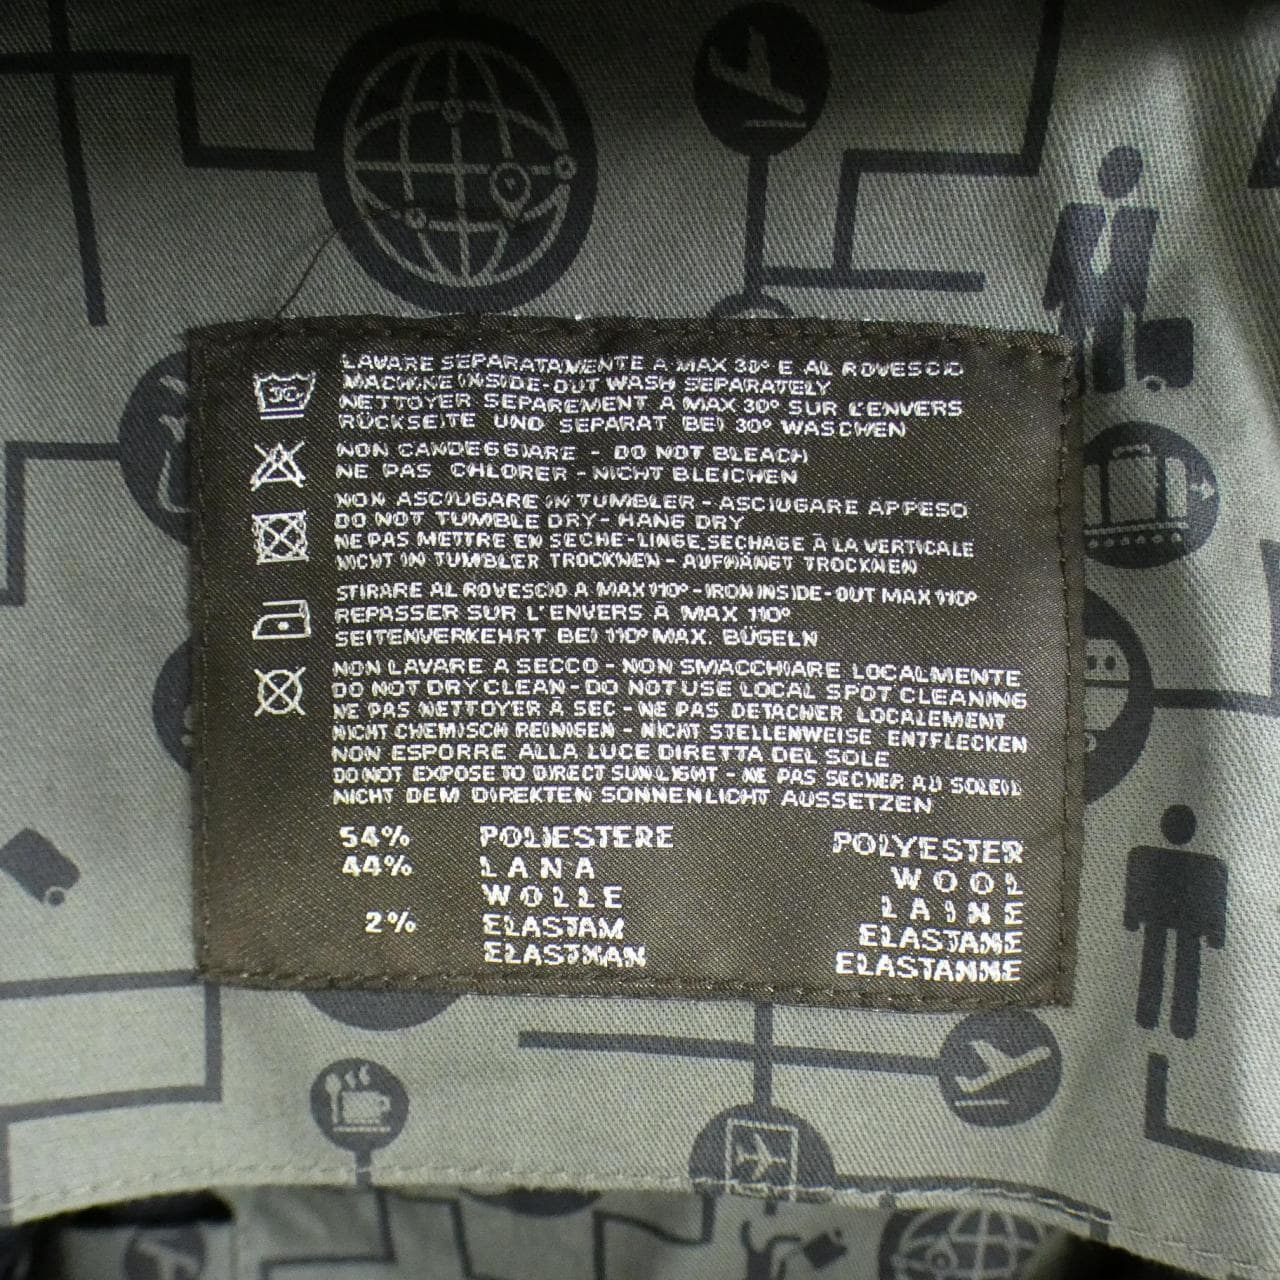 30
LAVARE SEPARATAMENTE A MAX 30° E AL ROVESCIO
MACHINE INSIDE-OUT WASH SEPARATELY
NETTOYER SEPAREMENT A MAX 30° SUR L'ENVERS
RÜCKSEITE UND SEPARAT BEI 30° WASCHEN
NON CANDEGGIARE - DO NOT BLEACH
NE PAS CHLORER - NICHT BLEICHEN
NON ASCIUGARE IN TUMBLER - ASCIUGARE APPESO
DO NOT TUMBLE DRY - HANG DRY
NE PAS METTRE EN SECHE-LINGE, SECHAGE À LA VERTICALE
NICHT IN TUMBLER TROCKNEN - AUFHÄNGT TROCKNEN
STIRARE AL ROVESCIO A MAX 110° - IRON INSIDE-OUT MAX 110°
REPASSER SUR L'ENVERS À MAX 110°
SEITENVERKEHRT BEI 110° MAX. BÜGELN
NON LAVARE A SECCO - NON SMACCHIARE LOCALMENTE
DO NOT DRY CLEAN - DO NOT USE LOCAL SPOT CLEANING
NE PAS NETTOYER À SEC - NE PAS DETACHER LOCALEMENT
NICHT CHEMISCH REINIGEN - NICHT STELLENWEISE ENTFLECKEN
NON ESPORRE ALLA LUCE DIRETTA DEL SOLE
DO NOT EXPOSE TO DIRECT SUNLIGHT - NE PAS SECHER AU SOLEIL
NICHT DEM DIREKTEN SONNENLICHT AUSSETZEN
54% POLIESTERE POLYESTER
44% LANA WOOL
WOLLE LAINE
2% ELASTAM ELASTANE
ELASTHAN ELASTANNE